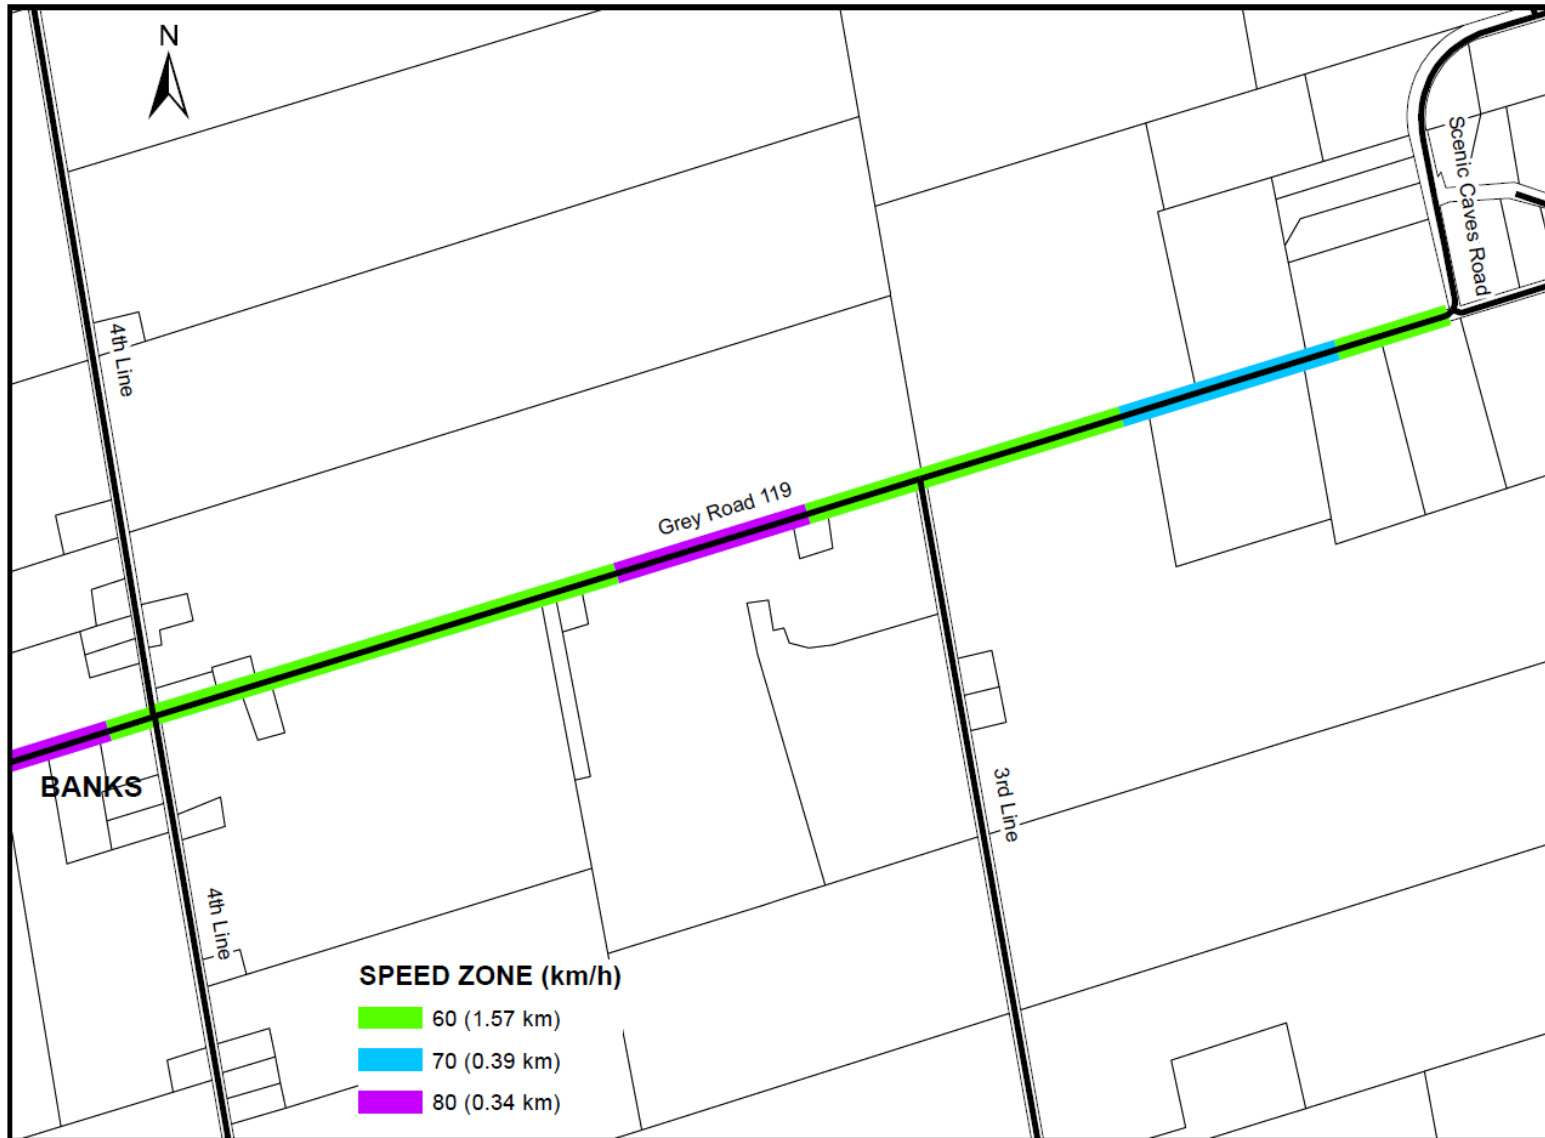 N
Scenic Caves Road
4th Line
Grey Road 119
BANKS
3rd Line
4th Line
SPEED ZONE (km/h)
60 (1.57 km)
70 (0.39 km)
80 (0.34 km)